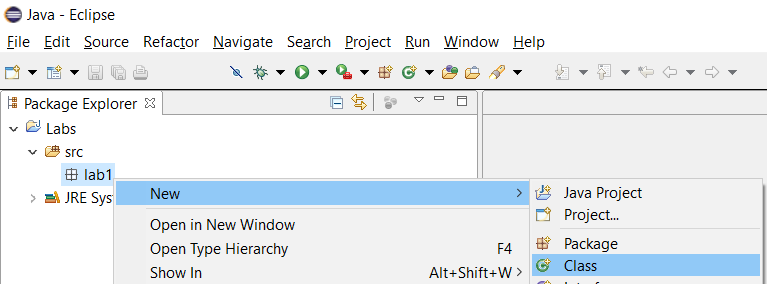 Java - Eclipse
File Edit Source Refactor Navigate Search Project Run Window Help
Package Explorer
Labs
src
lab1
New
Java Project
JRE Sys
Project...
Open in New Window
Package
Open Type Hierarchy F4
Class
Show In Alt+Shift+W